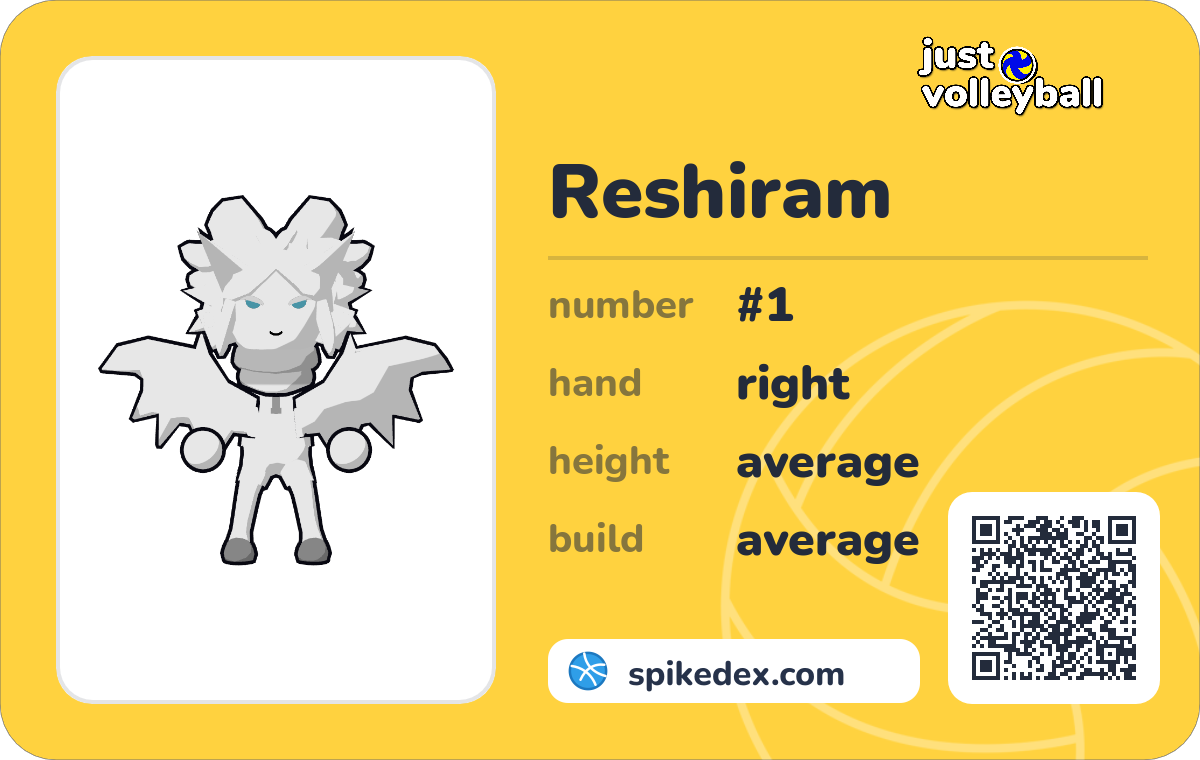 just
volleyball
Reshiram
number #1
hand right
height average
build average
spikedex.com